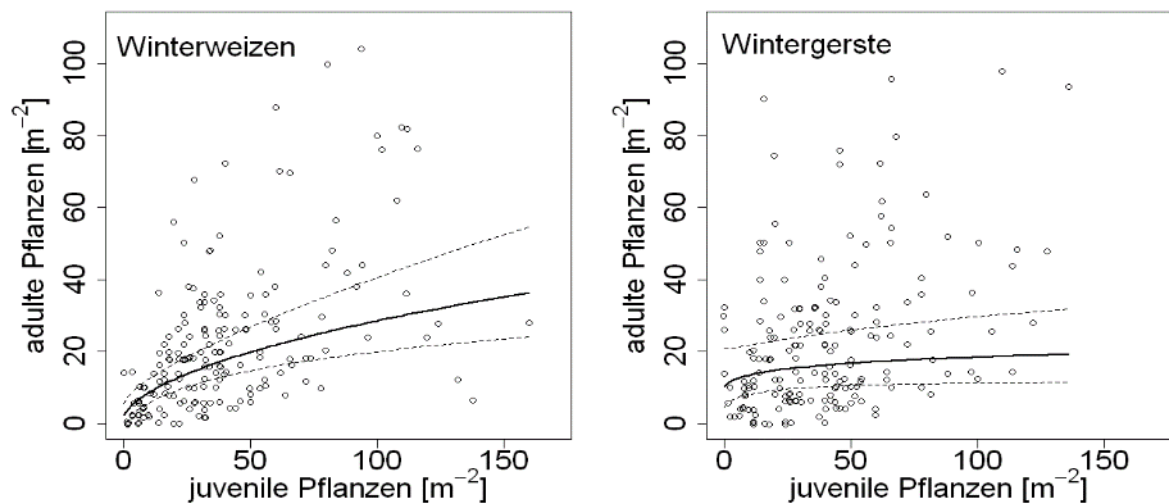 Winterweizen
adulte Pflanzen [m⁻²]
0 20 40 60 80 100
0 50 100 150
juvenile Pflanzen [m⁻²]
Wintergerste
adulte Pflanzen [m⁻²]
0 20 40 60 80 100
0 50 100 150
juvenile Pflanzen [m⁻²]